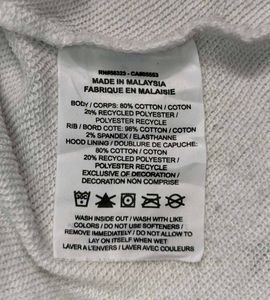 MADE IN MALAYSIA
FABRIQUE EN MALAISIE
BODY / CORPS: 80% COTTON / COTON
20% RECYCLED POLYESTER /
POLYESTER RECYCLE
RIB / BORD COTE: 98% COTTON / COTON
2% SPANDEX / ELASTHANNE
HOOD LINING / DOUBLURE DE CAPUCHE:
80% COTTON / COTON
20% RECYCLED POLYESTER /
POLYESTER RECYCLE
EXCLUSIVE OF DECORATION /
DECORATION NON COMPRISE
WASH INSIDE OUT / WASH WITH LIKE
COLORS / DO NOT USE SOFTENERS /
REMOVE IMMEDIATELY / DO NOT ALLOW TO
LAY ON ITSELF WHEN WET
LAVER A L'ENVERS / LAVER AVEC COULEURS